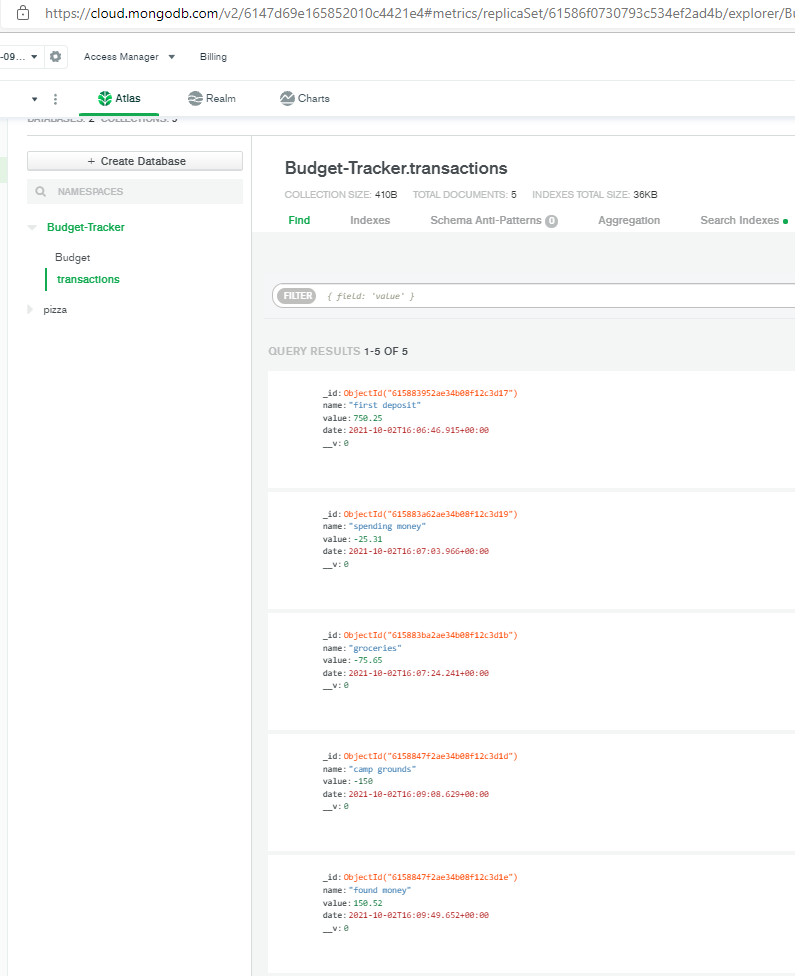 https://cloud.mongodb.com/v2/6147d69e165852010c4421e4#metrics/replicaSet/61586f0730793c534ef2ad4b/explorer/Bu
-09... Access Manager Billing
Atlas Realm Charts
DATABASES: 2 COLLECTIONS: 3
+ Create Database
NAMESPACES
Budget-Tracker
Budget
transactions
pizza
Budget-Tracker.transactions
COLLECTION SIZE: 410B TOTAL DOCUMENTS: 5 INDEXES TOTAL SIZE: 36KB
Find Indexes Schema Anti-Patterns 0 Aggregation Search Indexes
FILTER { field: 'value' }
QUERY RESULTS 1-5 OF 5
_id:ObjectId("615883952ae34b08f12c3d17")
name:"first deposit"
value:750.25
date:2021-10-02T16:06:46.915+00:00
__v:0
_id:ObjectId("615883a62ae34b08f12c3d19")
name:"spending money"
value:-25.31
date:2021-10-02T16:07:03.966+00:00
__v:0
_id:ObjectId("615883ba2ae34b08f12c3d1b")
name:"groceries"
value:-75.65
date:2021-10-02T16:07:24.241+00:00
__v:0
_id:ObjectId("6158847f2ae34b08f12c3d1d")
name:"camp grounds"
value:-150
date:2021-10-02T16:09:08.629+00:00
__v:0
_id:ObjectId("6158847f2ae34b08f12c3d1e")
name:"found money"
value:150.52
date:2021-10-02T16:09:49.652+00:00
__v:0